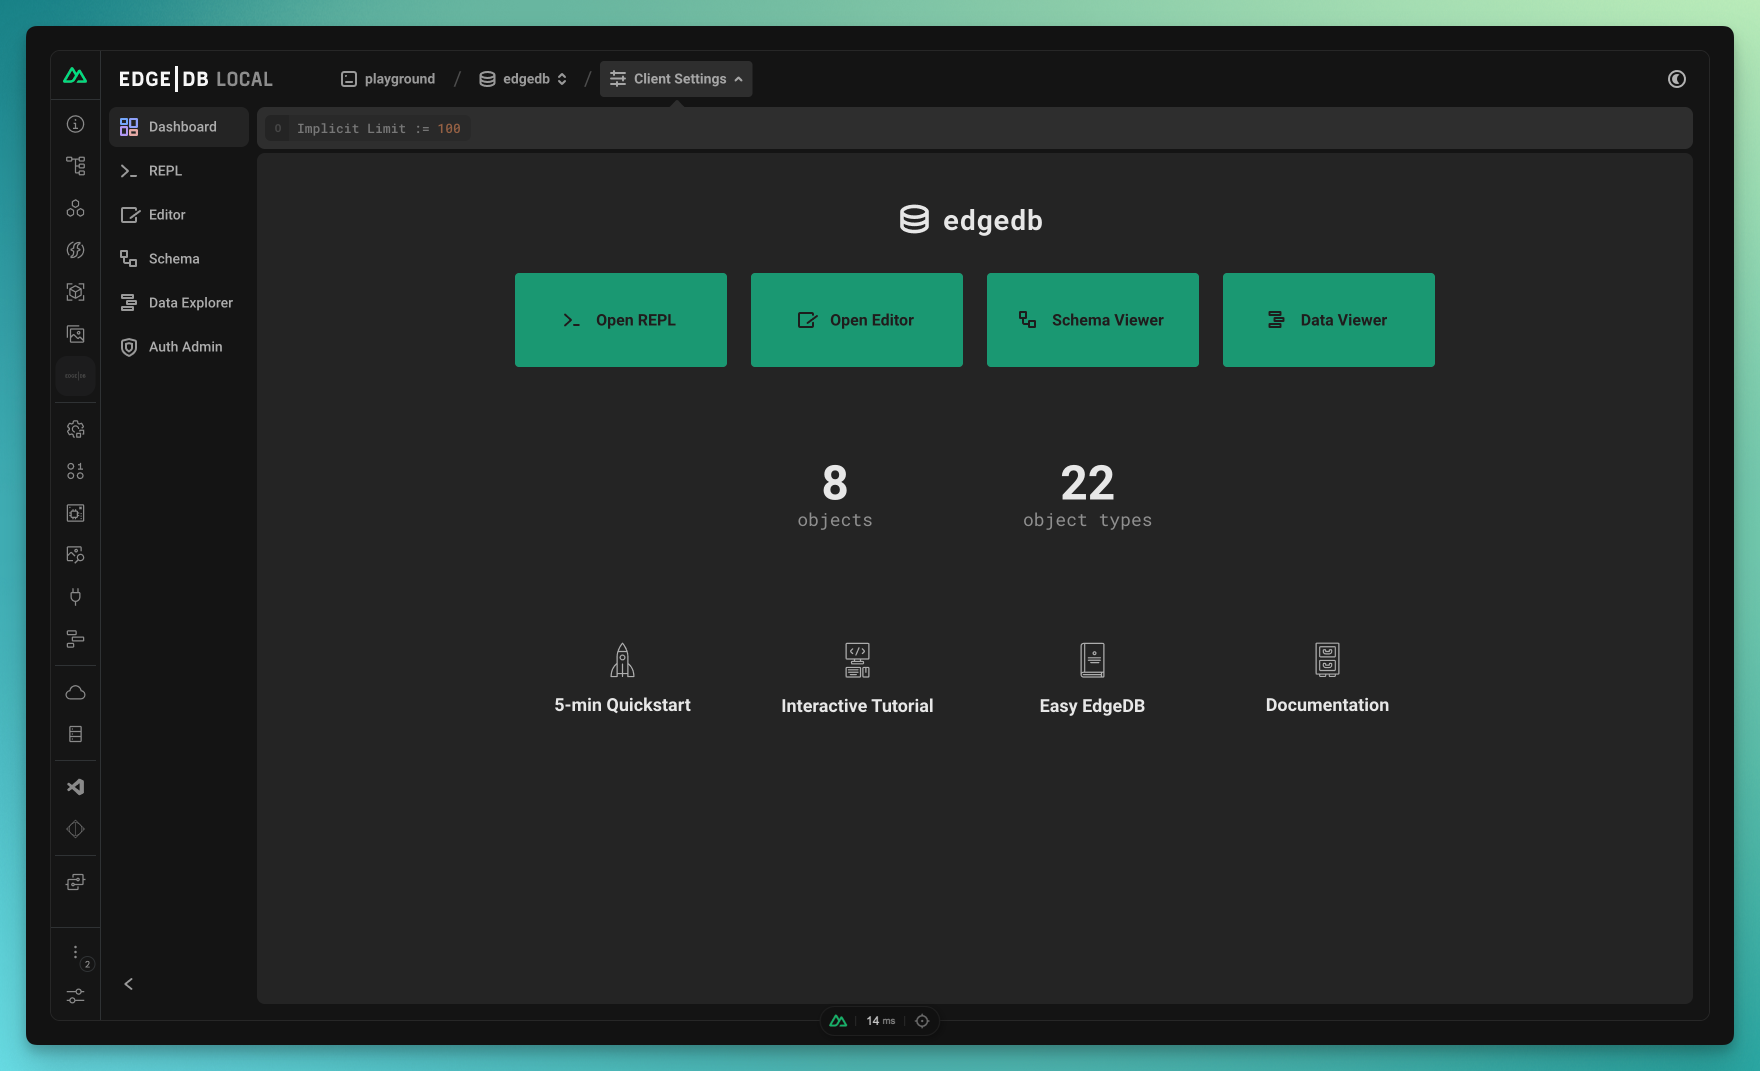 EDGE|DB LOCAL
playground / edgedb / Client Settings
Dashboard
REPL
Editor
Schema
Data Explorer
Auth Admin
Implicit Limit := 100
edgedb
Open REPL
Open Editor
Schema Viewer
Data Viewer
8
objects
22
object types
5-min Quickstart
Interactive Tutorial
Easy EdgeDB
Documentation
2
14 ms